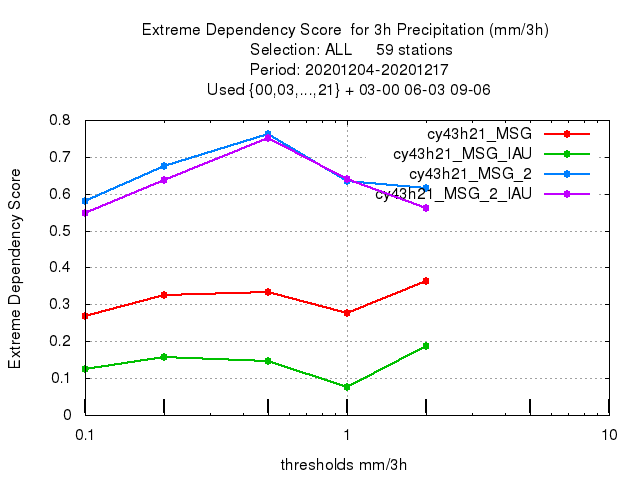 Extreme Dependency Score  for 3h Precipitation (mm/3h)
Selection: ALL     59 stations
Period: 20201204-20201217
Used {00,03,...,21} + 03-00 06-03 09-06
cy43h21_MSG
cy43h21_MSG_IAU
cy43h21_MSG_2
cy43h21_MSG_2_IAU
Extreme Dependency Score
0.8
0.7
0.6
0.5
0.4
0.3
0.2
0.1
0
0.1 1 10
thresholds mm/3h